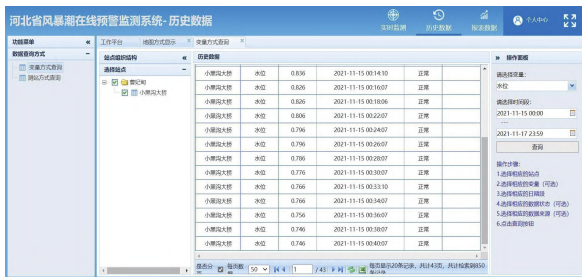 河北省风暴潮在线预警监测系统-历史数据
实时监测
历史数据
报表数据
个人中心
功能菜单
数据查询方式
变量方式查询
测站方式查询
工作平台
地图方式显示
变量方式查询
站点组织结构
选择站点
曹妃甸
小黑沟大桥
历史数据
小黑沟大桥 水位 0.836 2021-11-15 00:14:10 正常
小黑沟大桥 水位 0.826 2021-11-15 00:16:07 正常
小黑沟大桥 水位 0.826 2021-11-15 00:18:06 正常
小黑沟大桥 水位 0.806 2021-11-15 00:22:07 正常
小黑沟大桥 水位 0.796 2021-11-15 00:24:07 正常
小黑沟大桥 水位 0.796 2021-11-15 00:26:07 正常
小黑沟大桥 水位 0.786 2021-11-15 00:28:07 正常
小黑沟大桥 水位 0.776 2021-11-15 00:30:07 正常
小黑沟大桥 水位 0.766 2021-11-15 00:33:10 正常
小黑沟大桥 水位 0.766 2021-11-15 00:34:07 正常
小黑沟大桥 水位 0.756 2021-11-15 00:36:07 正常
小黑沟大桥 水位 0.746 2021-11-15 00:38:07 正常
小黑沟大桥 水位 0.746 2021-11-15 00:40:07 正常
是否分 每页数 50 1 /43 每页显示20条记录，共计43页，共计检索到850
操作面板
请选择变量:
水位
请选择时间段:
2021-11-15 00:00
---
2021-11-17 23:59
查询
操作步骤:
1.选择相应的站点
2.选择相应的变量（可选）
3.选择相应的日期段
4.选择相应的数据状态（可选）
5.选择相应的数据来源（可选）
6.点击查询按钮